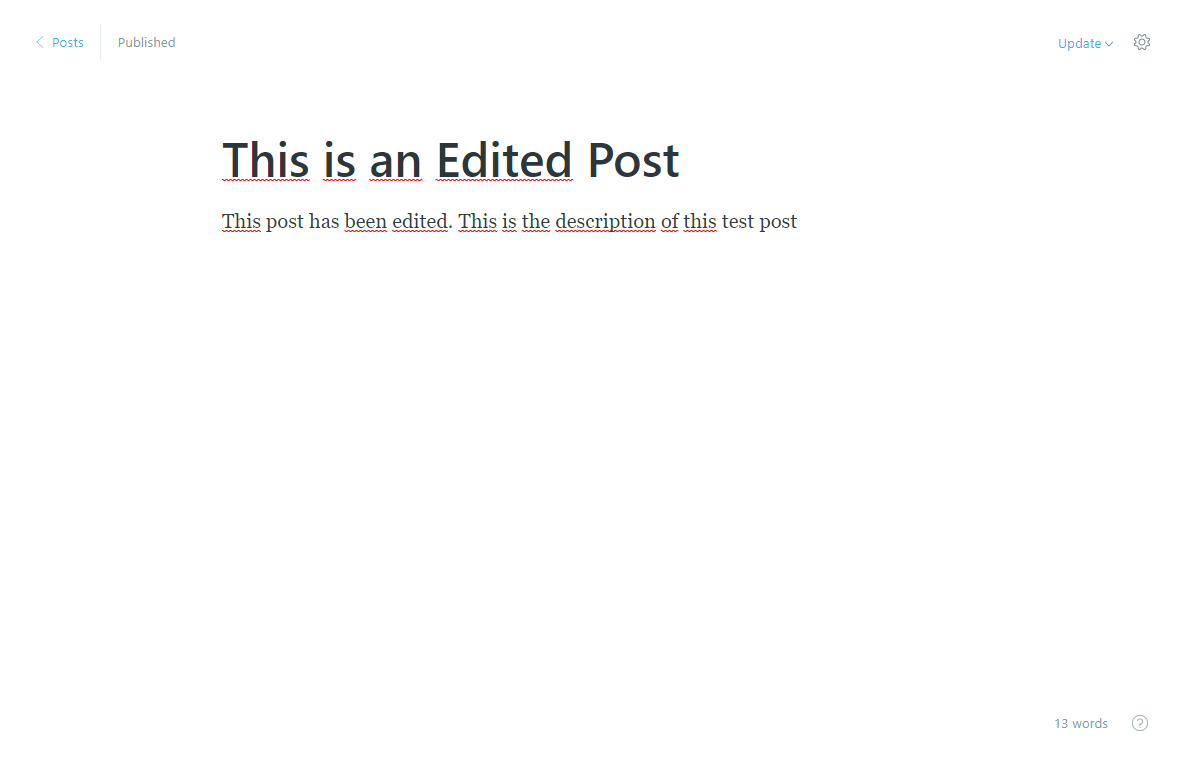 Posts
Published
Update
This is an Edited Post
This post has been edited. This is the description of this test post
13 words
?